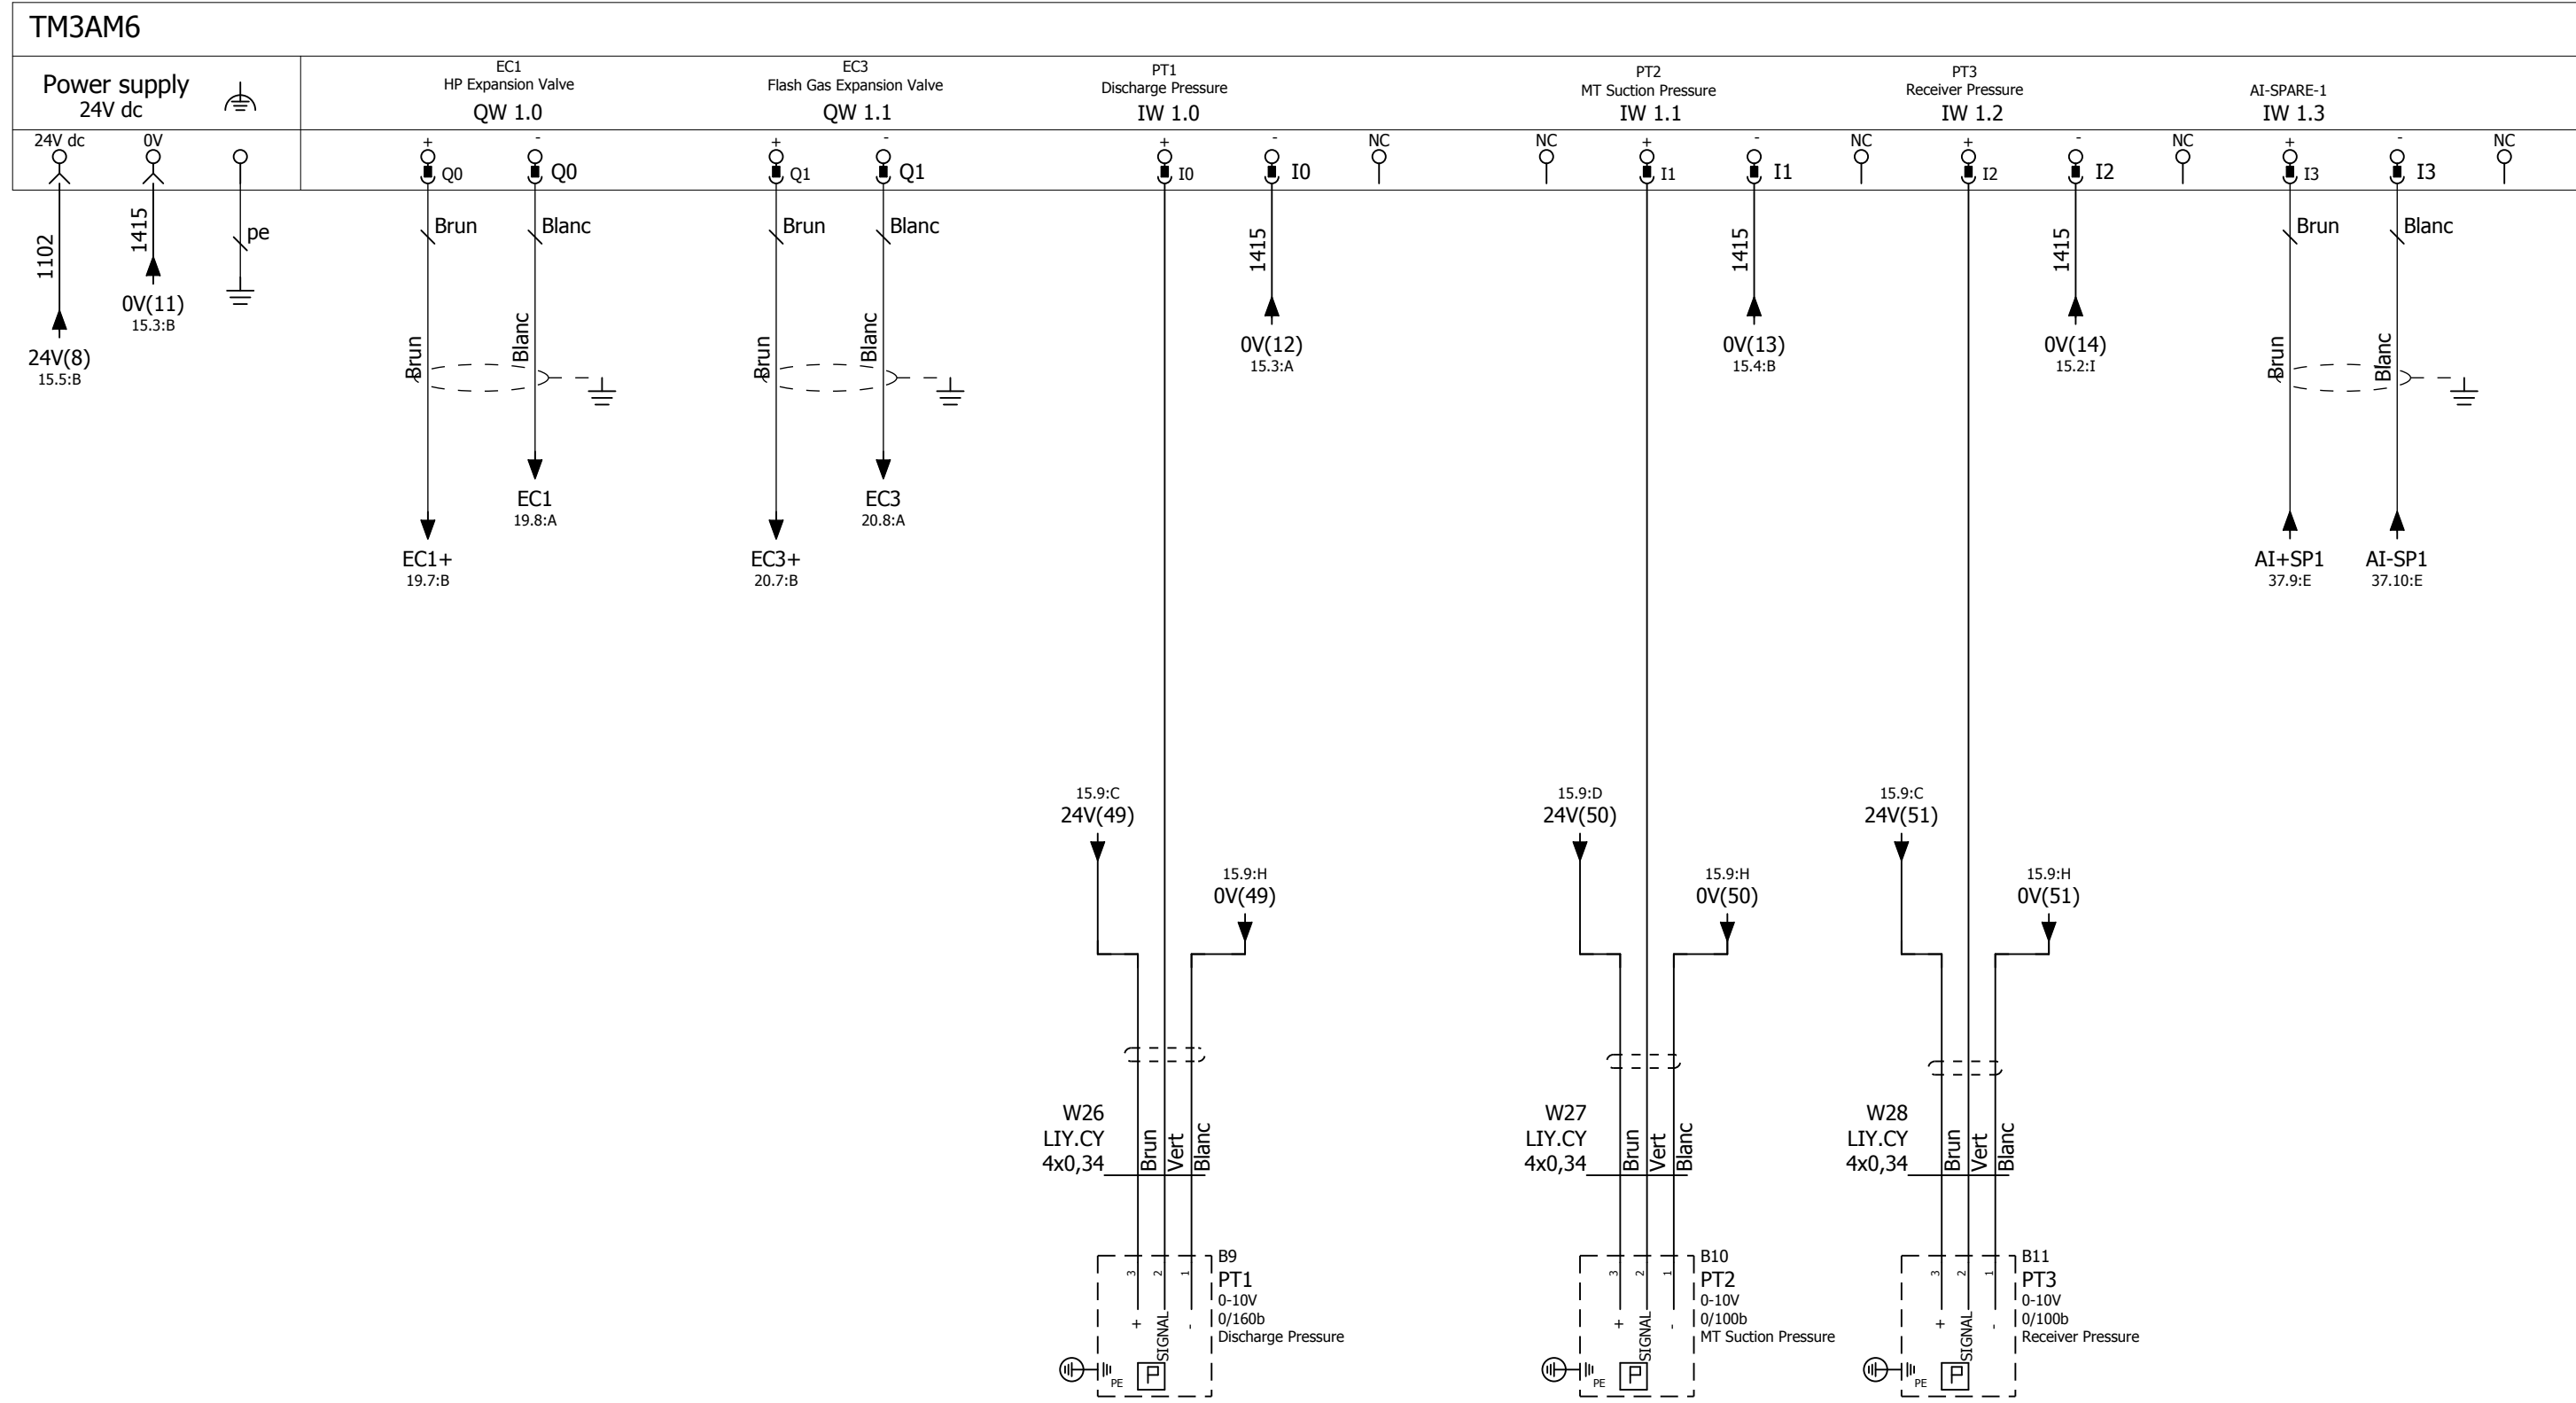 TM3AM6
Power supply
24V dc
EC1
HP Expansion Valve
QW 1.0
EC3
Flash Gas Expansion Valve
QW 1.1
PT1
Discharge Pressure
IW 1.0
PT2
MT Suction Pressure
IW 1.1
PT3
Receiver Pressure
IW 1.2
AI-SPARE-1
IW 1.3
24V dc 0V + - + - + - NC NC + - NC + - NC + - NC
Q0 Q0 Q1 Q1 I0 I0 I1 I1 I2 I2 I3 I3
1102 1415 pe Brun Blanc Brun Blanc 1415 1415 1415 Brun Blanc
0V(11)
15.3:B
24V(8)
15.5:B
Brun Blanc Brun Blanc Brun Blanc
0V(12)
15.3:A
0V(13)
15.4:B
0V(14)
15.2:I
EC1
19.8:A
EC3
20.8:A
EC1+
19.7:B
EC3+
20.7:B
AI+SP1
37.9:E
AI-SP1
37.10:E
15.9:C
24V(49)
15.9:D
24V(50)
15.9:C
24V(51)
15.9:H
0V(49)
15.9:H
0V(50)
15.9:H
0V(51)
W26
LIY.CY
4x0,34
Brun Vert Blanc
W27
LIY.CY
4x0,34
Brun Vert Blanc
W28
LIY.CY
4x0,34
Brun Vert Blanc
3 2 1
+ SIGNAL -
P
PE
B9
PT1
0-10V
0/160b
Discharge Pressure
3 2 1
+ SIGNAL -
P
PE
B10
PT2
0-10V
0/100b
MT Suction Pressure
3 2 1
+ SIGNAL -
P
PE
B11
PT3
0-10V
0/100b
Receiver Pressure